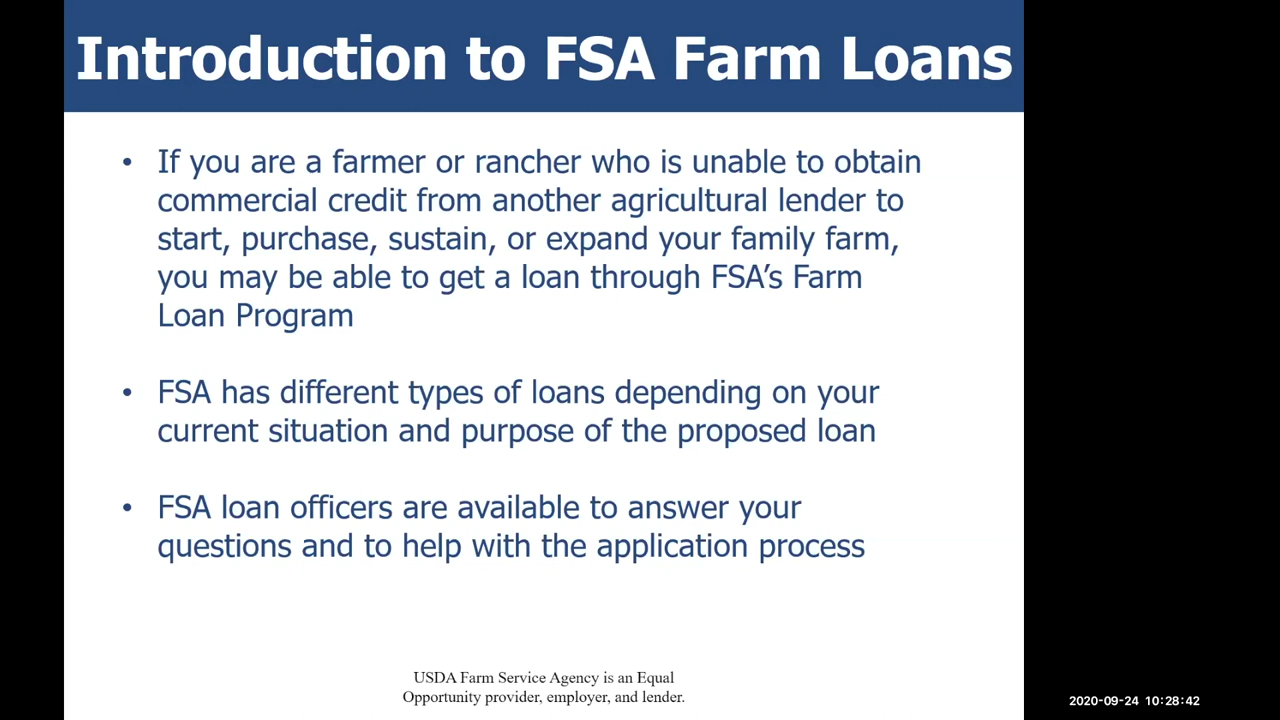 Introduction to FSA Farm Loans
• If you are a farmer or rancher who is unable to obtain
commercial credit from another agricultural lender to
start, purchase, sustain, or expand your family farm,
you may be able to get a loan through FSA’s Farm
Loan Program
• FSA has different types of loans depending on your
current situation and purpose of the proposed loan
• FSA loan officers are available to answer your
questions and to help with the application process
USDA Farm Service Agency is an Equal
Opportunity provider, employer, and lender.
2020-09-24 10:28:42